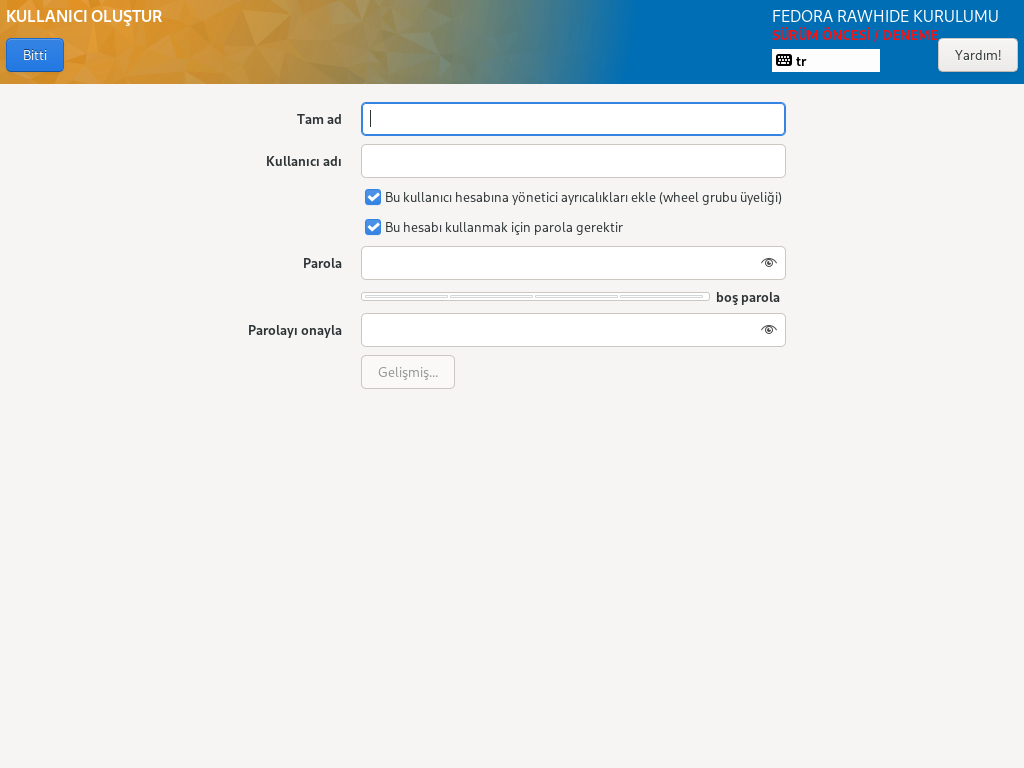 KULLANICI OLUŞTUR
Bitti
FEDORA RAWHIDE KURULUMU
SÜRÜM ÖNCESİ / DENEME
tr
Yardım!
Tam ad
Kullanıcı adı
Bu kullanıcı hesabına yönetici ayrıcalıkları ekle (wheel grubu üyeliği)
Bu hesabı kullanmak için parola gerektir
Parola
boş parola
Parolayı onayla
Gelişmiş...